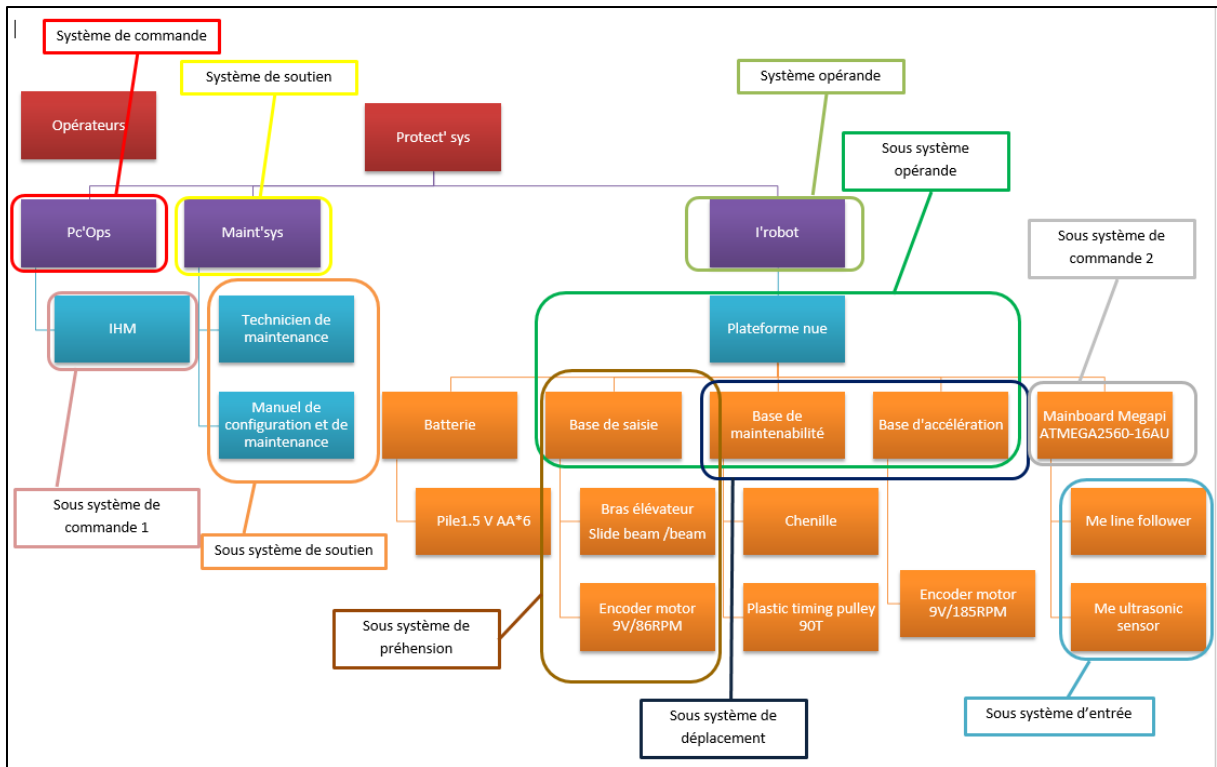 Système de commande
Système de soutien
Système opérande
Opérateurs
Protect' sys
Sous système
opérande
Pc'Ops
Maint'sys
I'robot
Sous système de
commande 2
IHM
Technicien de
maintenance
Plateforme nue
Manuel de
configuration et de
maintenance
Batterie
Base de saisie
Base de
maintenabilité
Base d'accélération
Mainboard Megapi
ATMEGA2560-16AU
Sous système de
commande 1
Sous système de soutien
Pile1.5 V AA*6
Bras élévateur
Slide beam /beam
Chenille
Me line follower
Sous système de
préhension
Encoder motor
9V/86RPM
Plastic timing pulley
90T
Encoder motor
9V/185RPM
Me ultrasonic
sensor
Sous système de
déplacement
Sous système d'entrée